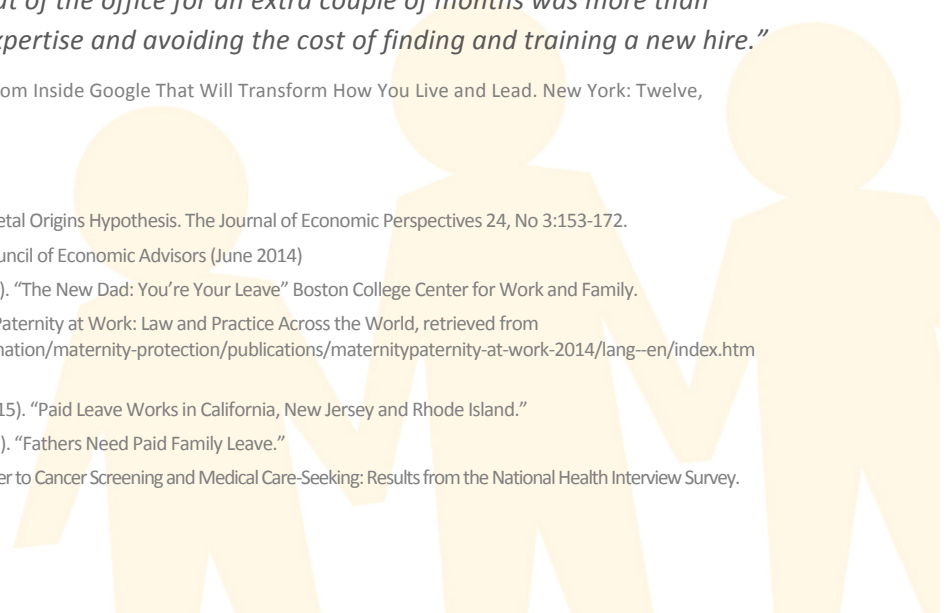 of the office for an extra couple of months was more than
expertise and avoiding the cost of finding and training a new hire.”
om Inside Google That Will Transform How You Live and Lead. New York: Twelve,
etal Origins Hypothesis. The Journal of Economic Perspectives 24, No 3:153-172.
uncil of Economic Advisors (June 2014)
). “The New Dad: You’re Your Leave” Boston College Center for Work and Family.
Paternity at Work: Law and Practice Across the World, retrieved from
nation/maternity-protection/publications/maternitypaternity-at-work-2014/lang--en/index.htm
15). “Paid Leave Works in California, New Jersey and Rhode Island.”
). “Fathers Need Paid Family Leave.”
er to Cancer Screening and Medical Care-Seeking: Results from the National Health Interview Survey.